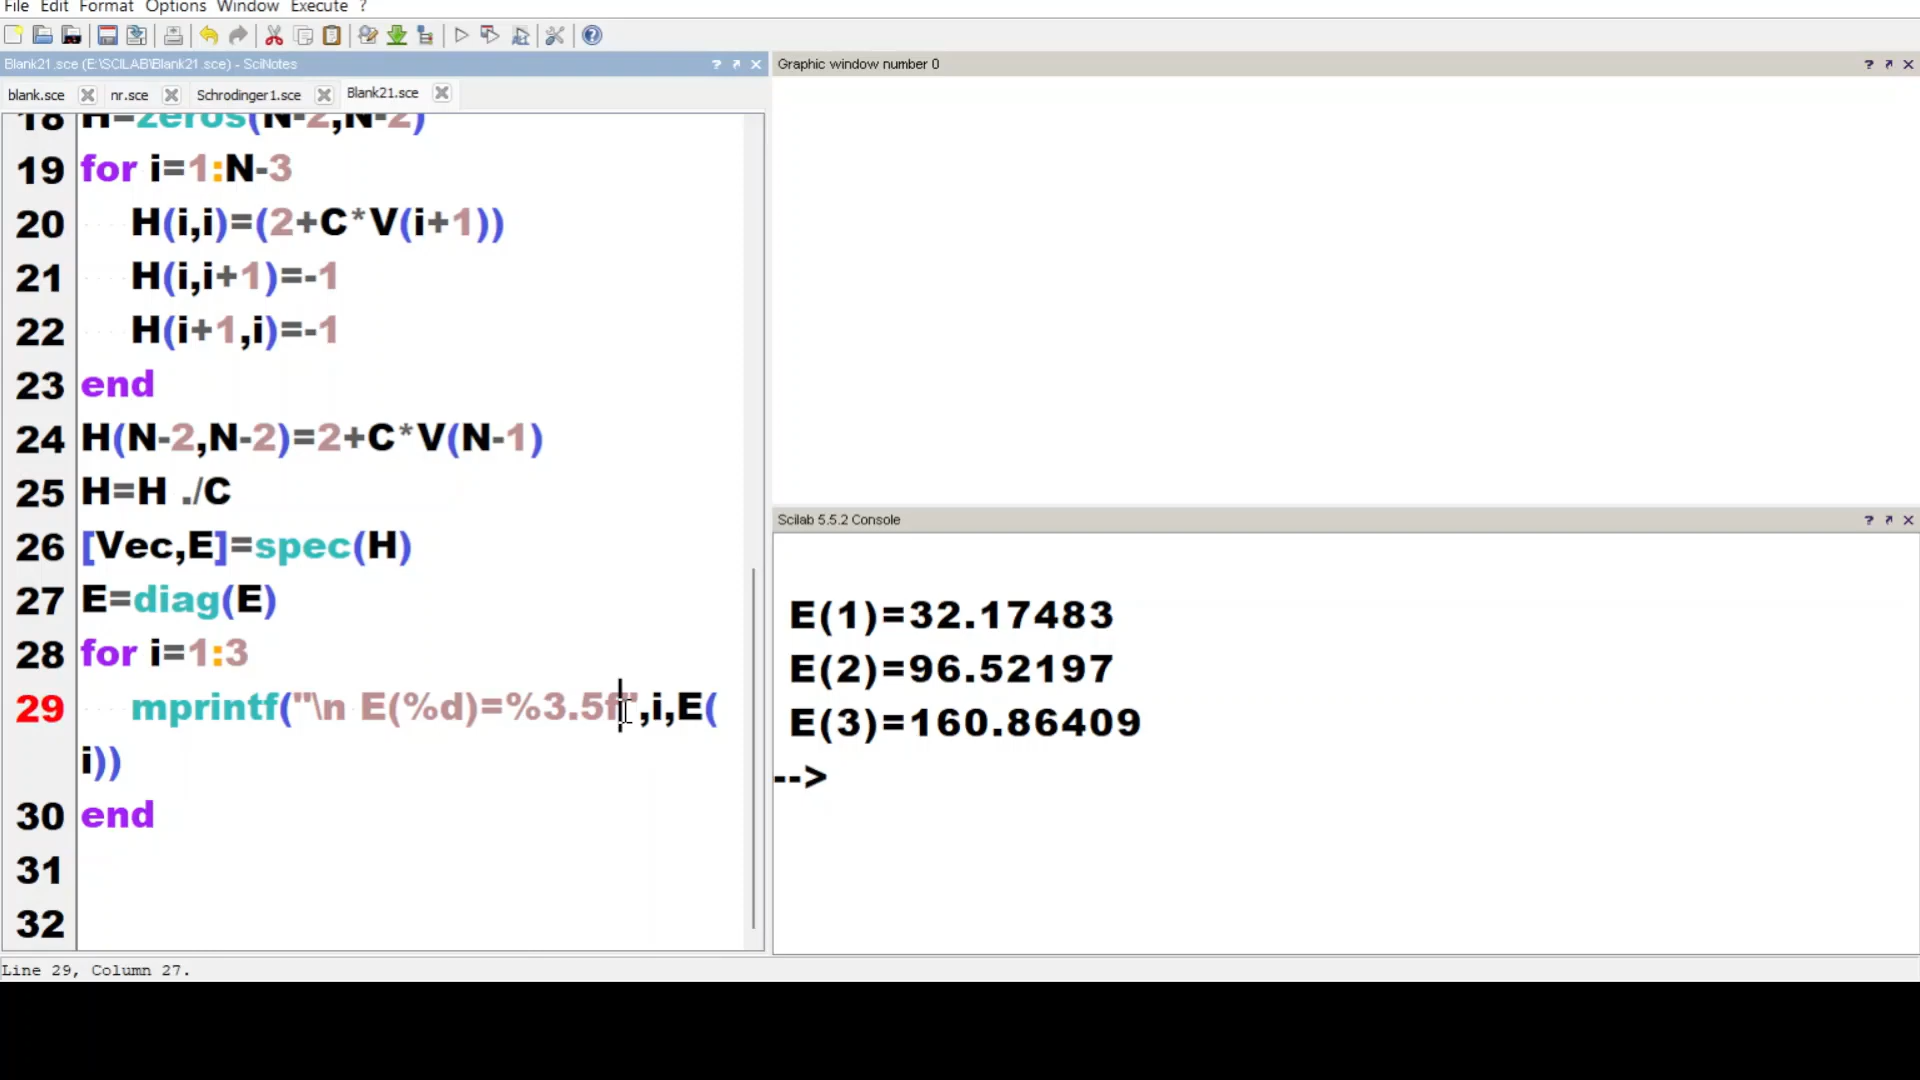 File Edit Format Options Window Execute ?
Blank21.sce (E:\SCILAB\Blank21.sce) - SciNotes
? x
blank.sce
nr.sce
Schrodinger1.sce
Blank21.sce
18 H=zeros(N-2,N-2)
19 for i=1:N-3
20 H(i,i)=(2+C*V(i+1))
21 H(i,i+1)=-1
22 H(i+1,i)=-1
23 end
24 H(N-2,N-2)=2+C*V(N-1)
25 H=H ./C
26 [Vec,E]=spec(H)
27 E=diag(E)
28 for i=1:3
29 mprintf("\n E(%d)=%3.5f",i,E(
i))
30 end
31
32
Line 29, Column 27.
Graphic window number 0
? x
Scilab 5.5.2 Console
? x
E(1)=32.17483
E(2)=96.52197
E(3)=160.86409
-->